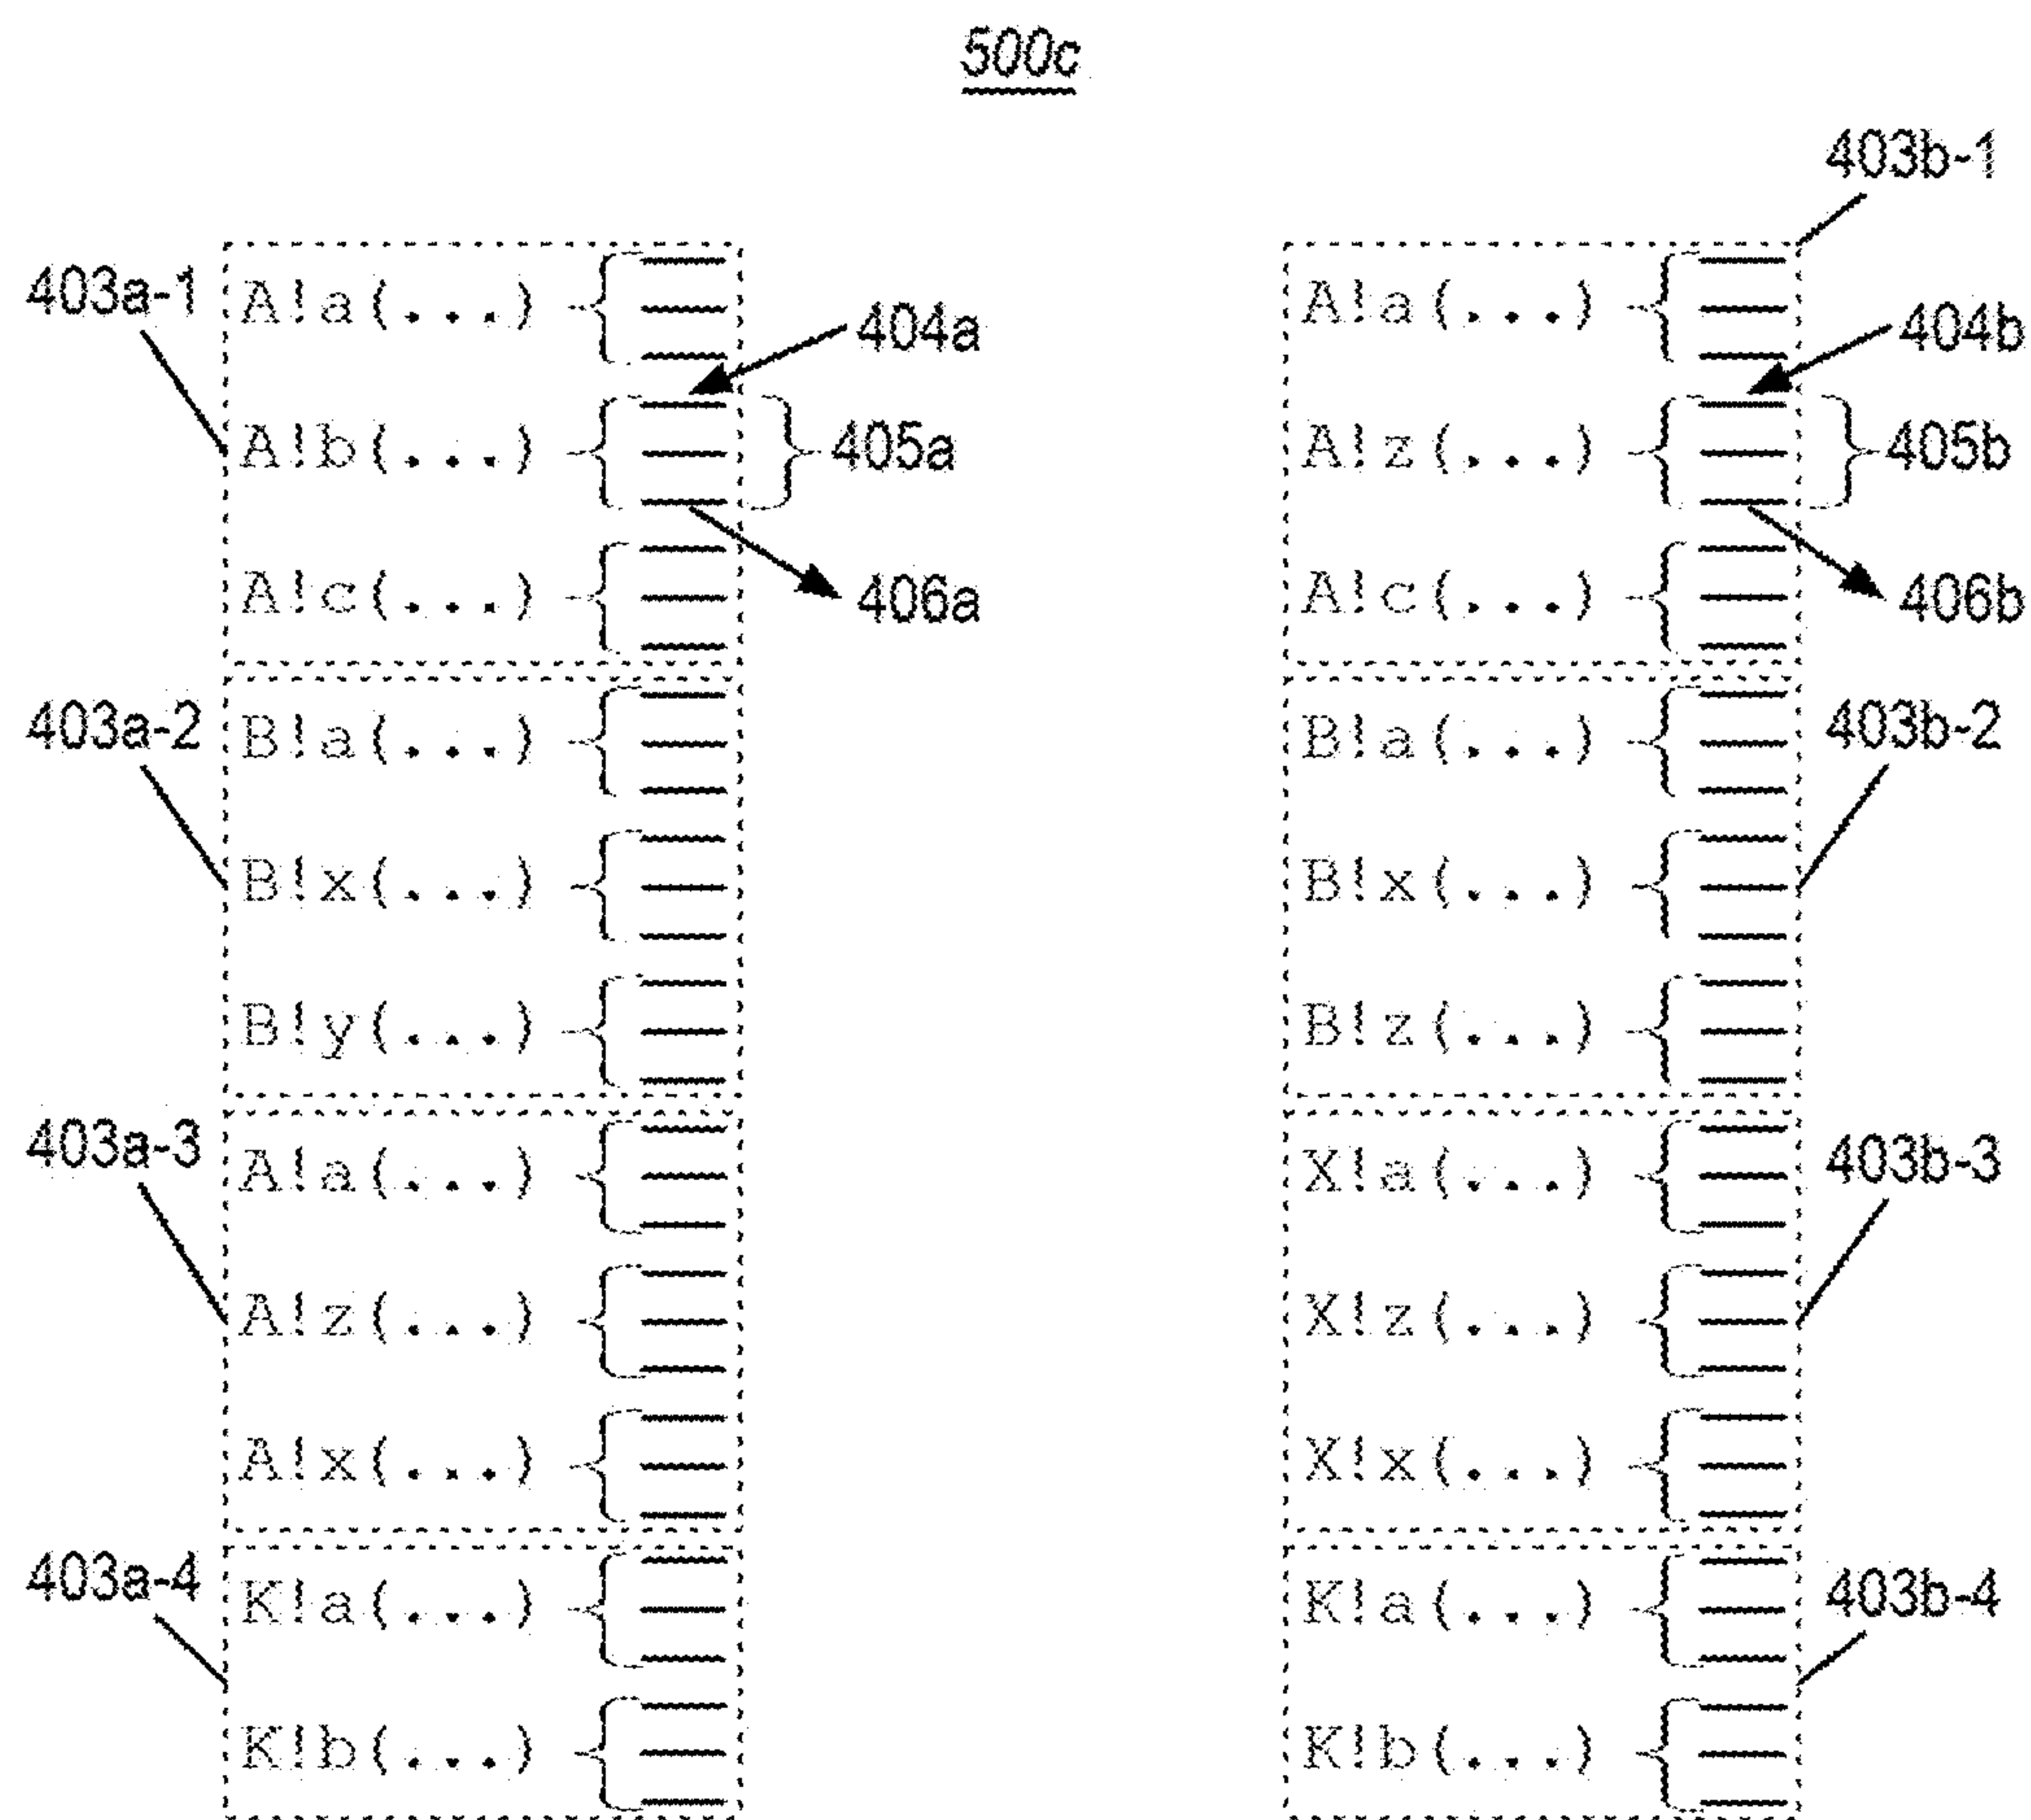 500c
403b-1
403a-1 A!a(...) 404a A!a(...) 404b
A!b(...) 405a A!z(...) 405b
A!c(...) 406a A!c(...) 406b
403a-2 B!a(...) B!a(...) 403b-2
B!x(...) B!x(...)
B!y(...) B!z(...)
403a-3 A!a(...) X!a(...) 403b-3
A!z(...) X!z(...)
A!x(...) X!x(...)
403a-4 K!a(...) K!a(...) 403b-4
K!b(...) K!b(...)